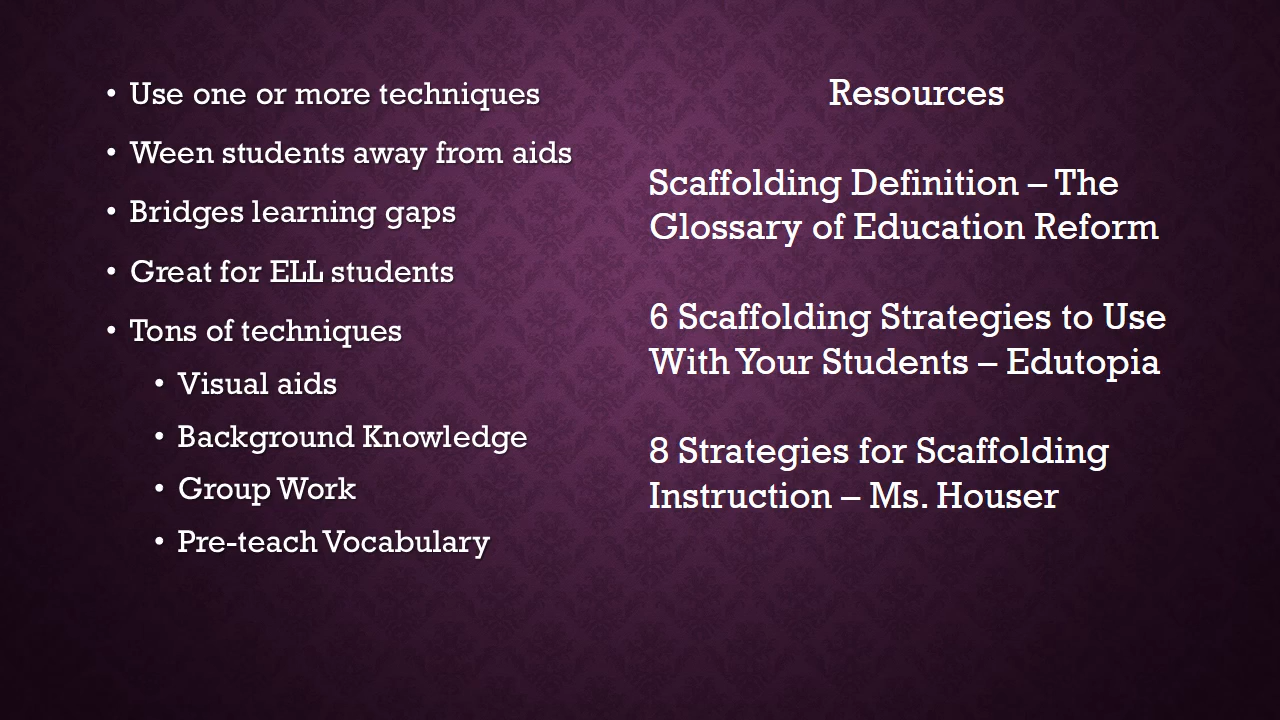 • Use one or more techniques
• Ween students away from aids
• Bridges learning gaps
• Great for ELL students
• Tons of techniques
• Visual aids
• Background Knowledge
• Group Work
• Pre-teach Vocabulary
Resources
Scaffolding Definition – The
Glossary of Education Reform
6 Scaffolding Strategies to Use
With Your Students – Edutopia
8 Strategies for Scaffolding
Instruction – Ms. Houser